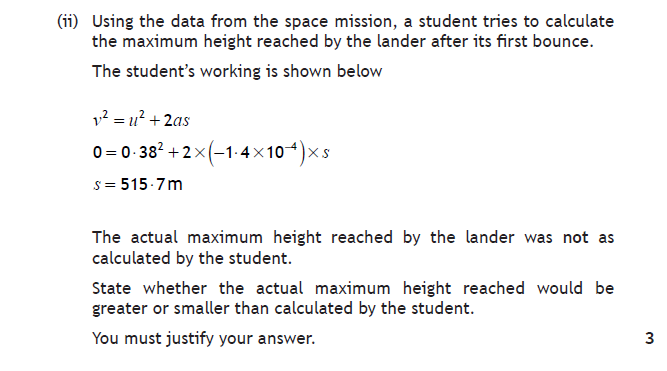 (ii) Using the data from the space mission, a student tries to calculate
the maximum height reached by the lander after its first bounce.
The student's working is shown below
v² = u² + 2as
0 = 0·38² + 2×(−1·4×10⁻⁴)× s
s = 515·7m
The actual maximum height reached by the lander was not as
calculated by the student.
State whether the actual maximum height reached would be
greater or smaller than calculated by the student.
You must justify your answer. 3